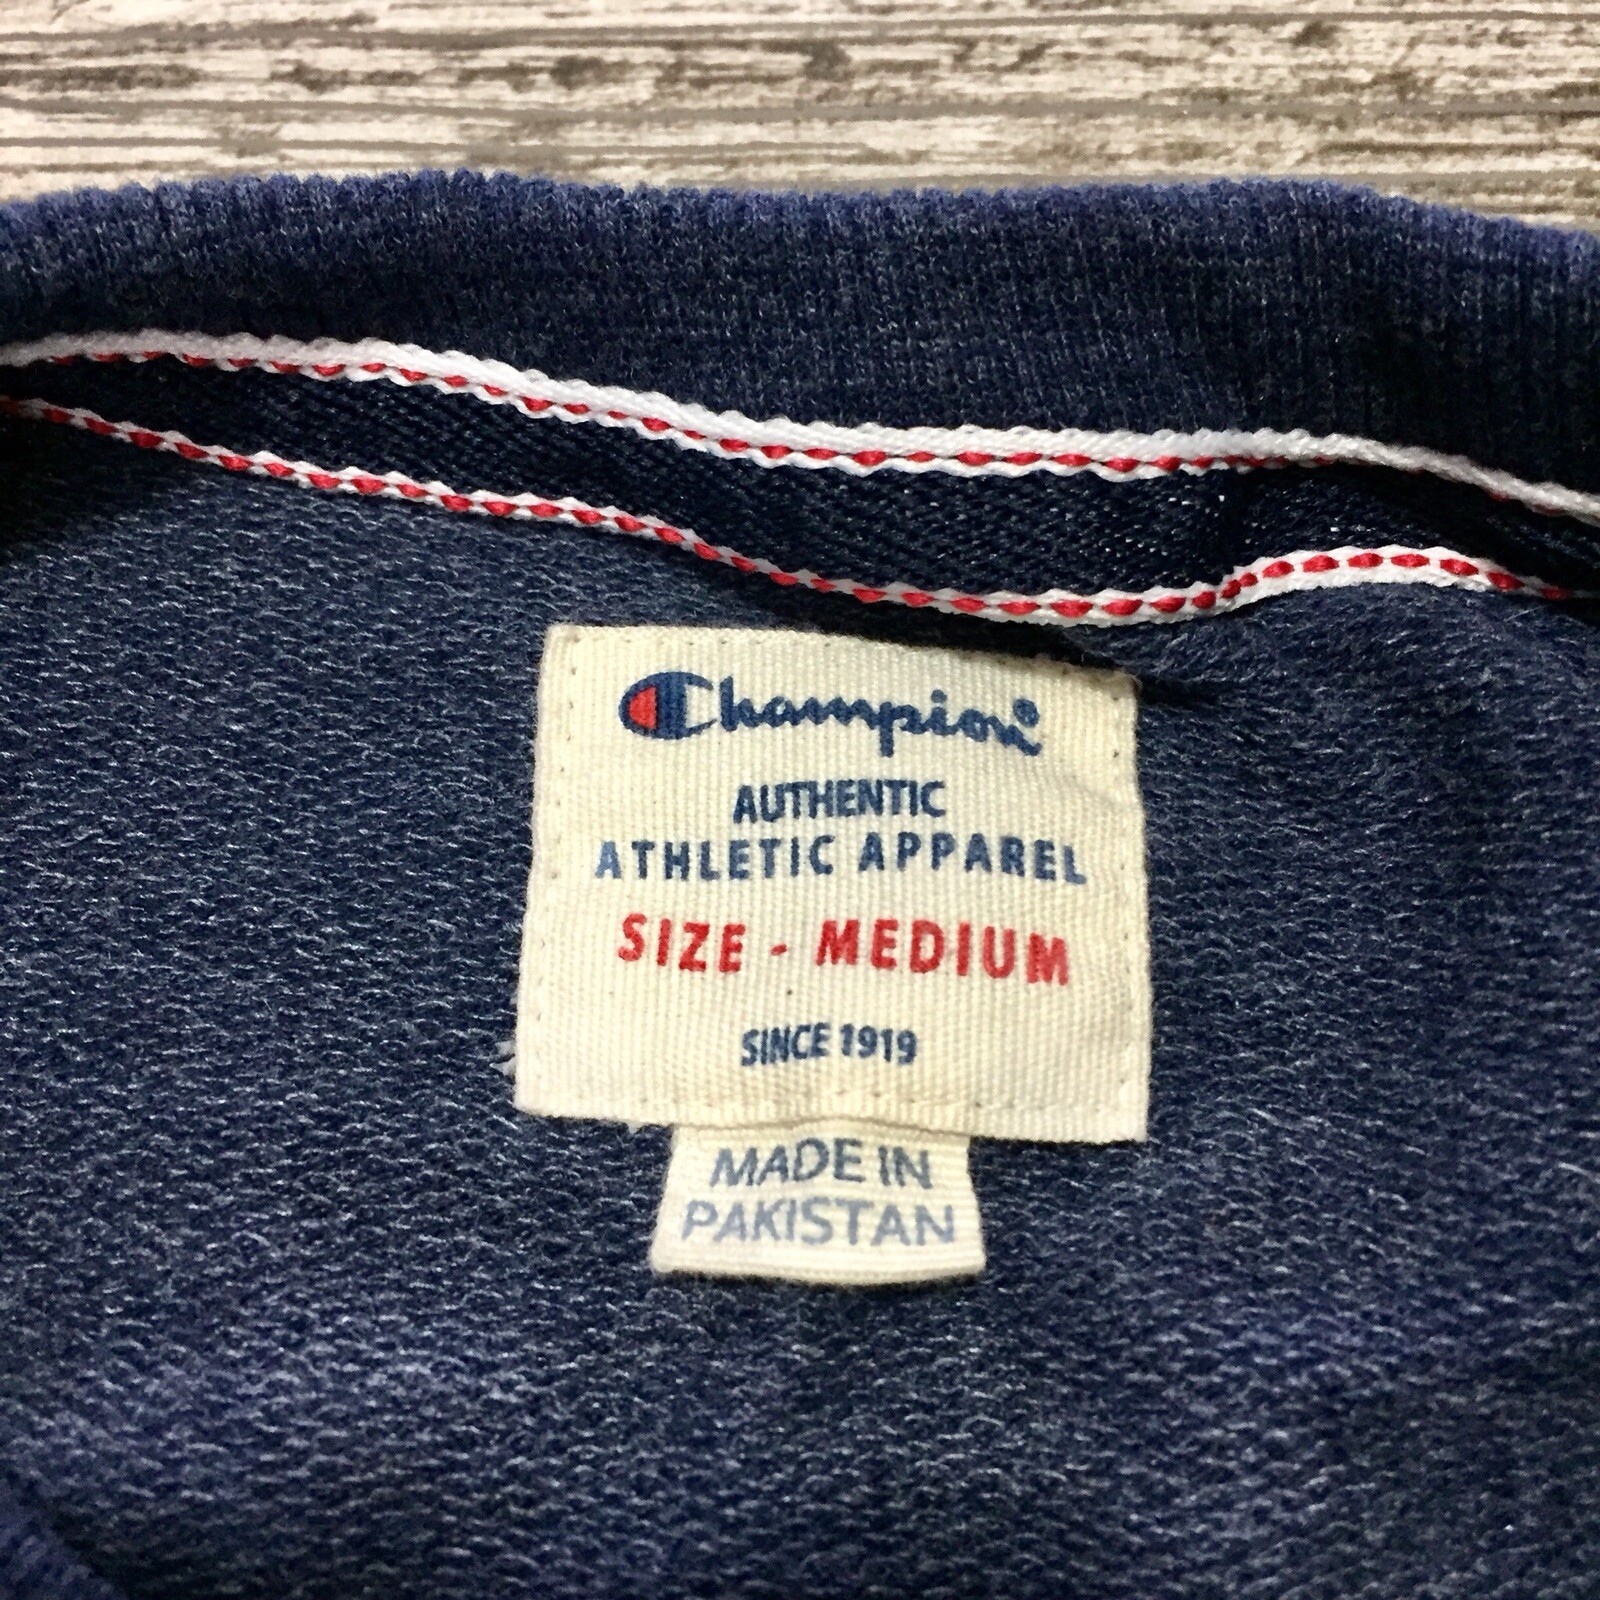 Champion®
AUTHENTIC
ATHLETIC APPAREL
SIZE - MEDIUM
SINCE 1919
MADE IN
PAKISTAN